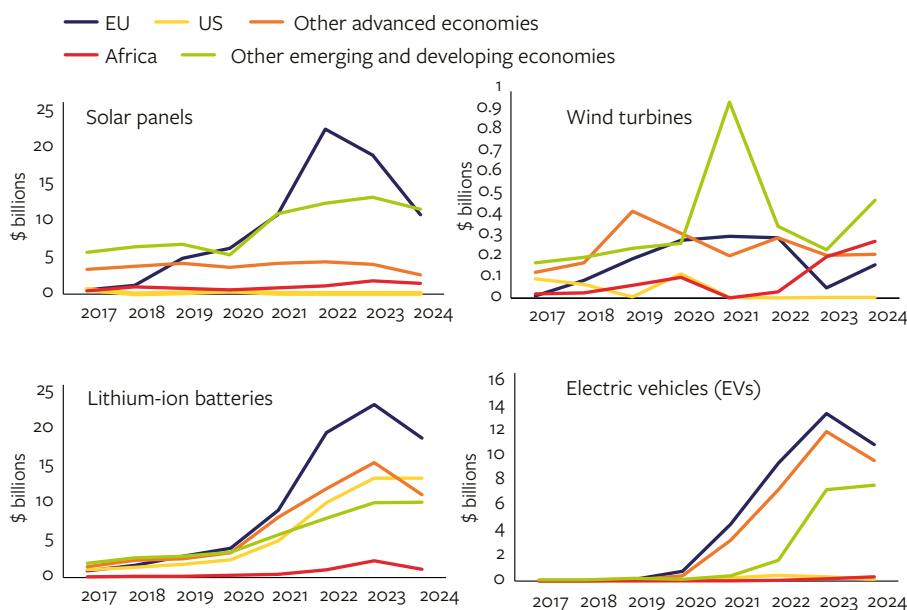 EU US Other advanced economies
Africa Other emerging and developing economies
Solar panels
$ billions
25
20
15
10
5
0
2017 2018 2019 2020 2021 2022 2023 2024
Wind turbines
$ billions
1
0.9
0.8
0.7
0.6
0.5
0.4
0.3
0.2
0.1
0
2017 2018 2019 2020 2021 2022 2023 2024
Lithium-ion batteries
$ billions
25
20
15
10
5
0
2017 2018 2019 2020 2021 2022 2023 2024
Electric vehicles (EVs)
$ billions
16
14
12
10
8
6
4
2
0
2017 2018 2019 2020 2021 2022 2023 2024